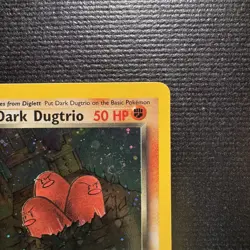 es from Diglett Put Dark Dugtrio on the Basic Pokémon
Dark Dugtrio 50 HP